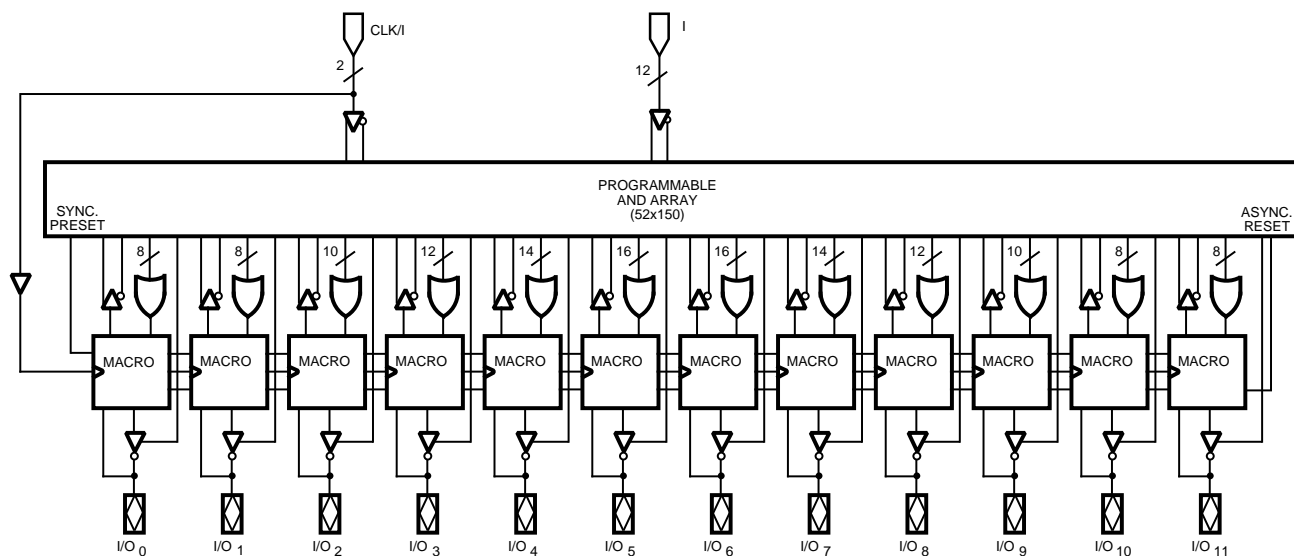 CLK/I
I
2
12
PROGRAMMABLE
AND ARRAY
(52x150)
SYNC.
PRESET
ASYNC.
RESET
8 8 10 12 14 16 16 14 12 10 8 8
MACRO MACRO MACRO MACRO MACRO MACRO MACRO MACRO MACRO MACRO MACRO MACRO
I/O 0 I/O 1 I/O 2 I/O 3 I/O 4 I/O 5 I/O 6 I/O 7 I/O 8 I/O 9 I/O 10 I/O 11